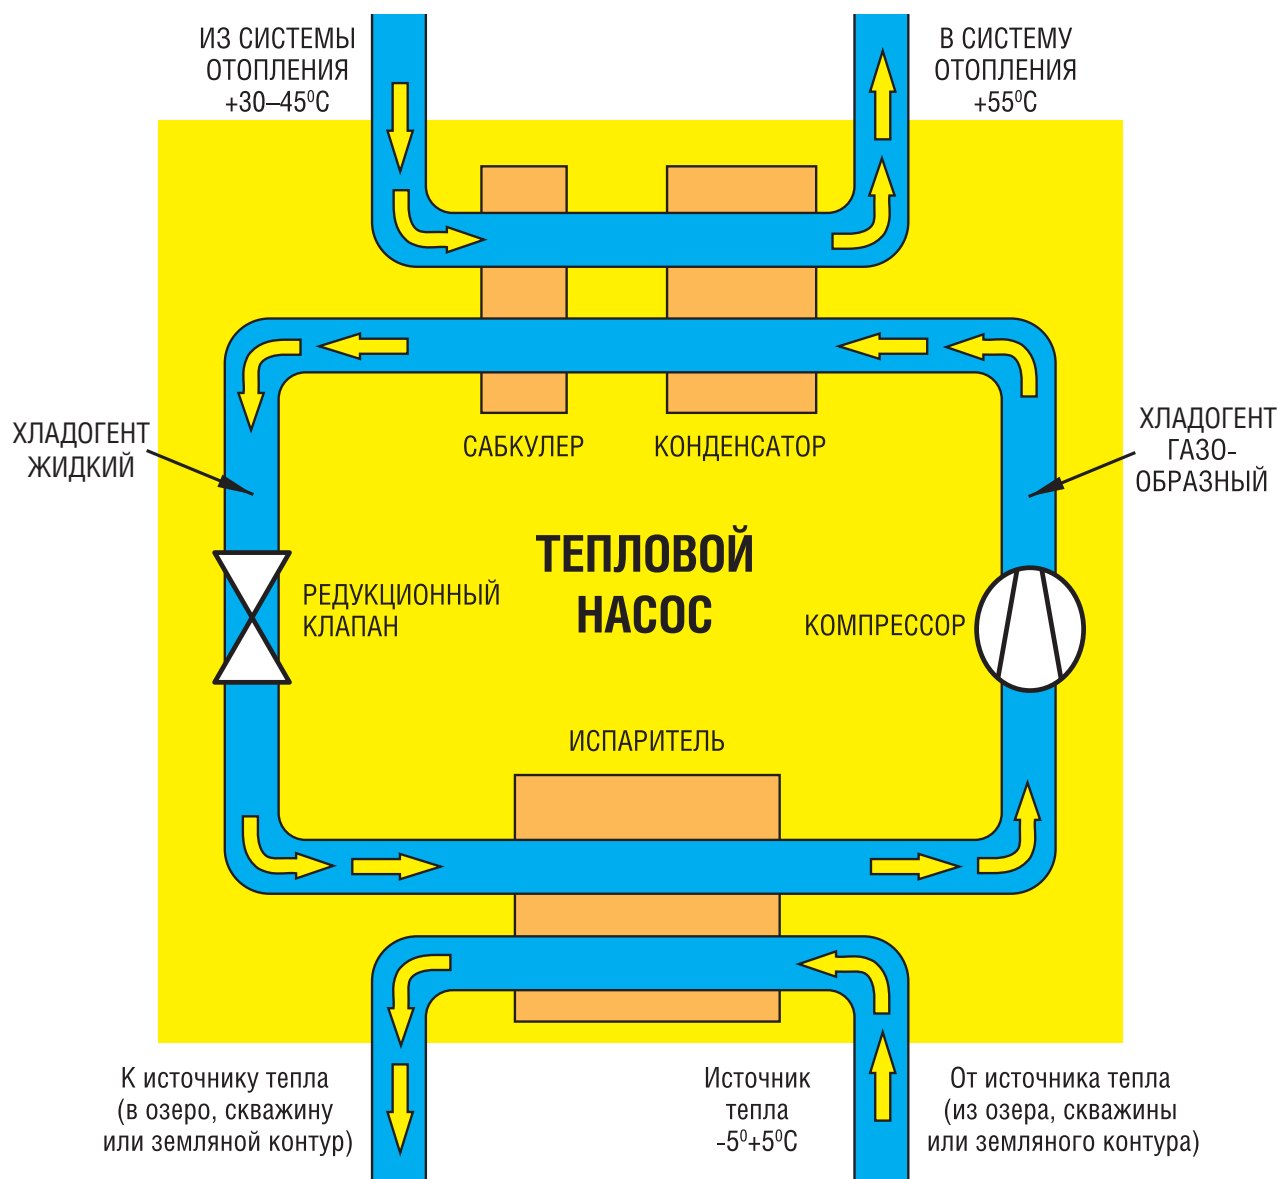 ИЗ СИСТЕМЫ
ОТОПЛЕНИЯ
+30–45⁰С
В СИСТЕМУ
ОТОПЛЕНИЯ
+55⁰С
ХЛАДОГЕНТ
ЖИДКИЙ
САБКУЛЕР
КОНДЕНСАТОР
ХЛАДОГЕНТ
ГАЗО-
ОБРАЗНЫЙ
ТЕПЛОВОЙ
НАСОС
РЕДУКЦИОННЫЙ
КЛАПАН
КОМПРЕССОР
ИСПАРИТЕЛЬ
К источнику тепла
(в озеро, скважину
или земляной контур)
Источник
тепла
-5⁰+5⁰С
От источника тепла
(из озера, скважины
или земляного контура)